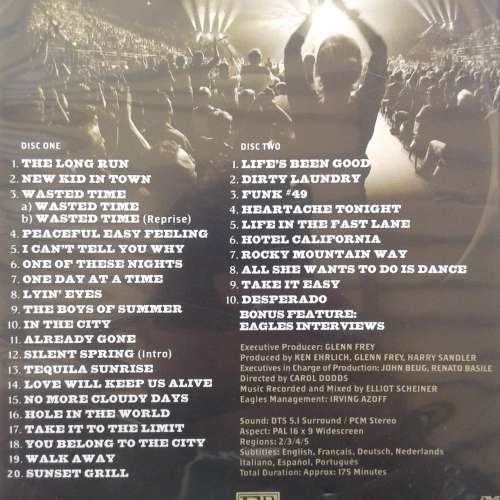 DISC ONE
1. THE LONG RUN
2. NEW KID IN TOWN
3. WASTED TIME
a) WASTED TIME
b) WASTED TIME (Reprise)
4. PEACEFUL EASY FEELING
5. I CAN'T TELL YOU WHY
6. ONE OF THESE NIGHTS
7. ONE DAY AT A TIME
8. LYIN' EYES
9. THE BOYS OF SUMMER
10. IN THE CITY
11. ALREADY GONE
12. SILENT SPRING (Intro)
13. TEQUILA SUNRISE
14. LOVE WILL KEEP US ALIVE
15. NO MORE CLOUDY DAYS
16. HOLE IN THE WORLD
17. TAKE IT TO THE LIMIT
18. YOU BELONG TO THE CITY
19. WALK AWAY
20. SUNSET GRILL
DISC TWO
1. LIFE'S BEEN GOOD
2. DIRTY LAUNDRY
3. FUNK #49
4. HEARTACHE TONIGHT
5. LIFE IN THE FAST LANE
6. HOTEL CALIFORNIA
7. ROCKY MOUNTAIN WAY
8. ALL SHE WANTS TO DO IS DANCE
9. TAKE IT EASY
10. DESPERADO
BONUS FEATURE:
EAGLES INTERVIEWS
Executive Producer: GLENN FREY
Produced by KEN EHRLICH, GLENN FREY, HARRY SANDLER
Executives in Charge of Production: JOHN BEUG, RENATO BASILE
Directed by CAROL DODDS
Music Recorded and Mixed by ELLIOT SCHEINER
Eagles Management: IRVING AZOFF
Sound: DTS 5.1 Surround / PCM Stereo
Aspect: PAL 16 x 9 Widescreen
Regions: 2/3/4/5
Subtitles: English, Français, Deutsch, Nederlands
Italiano, Español, Português
Total Duration: Approx: 175 Minutes